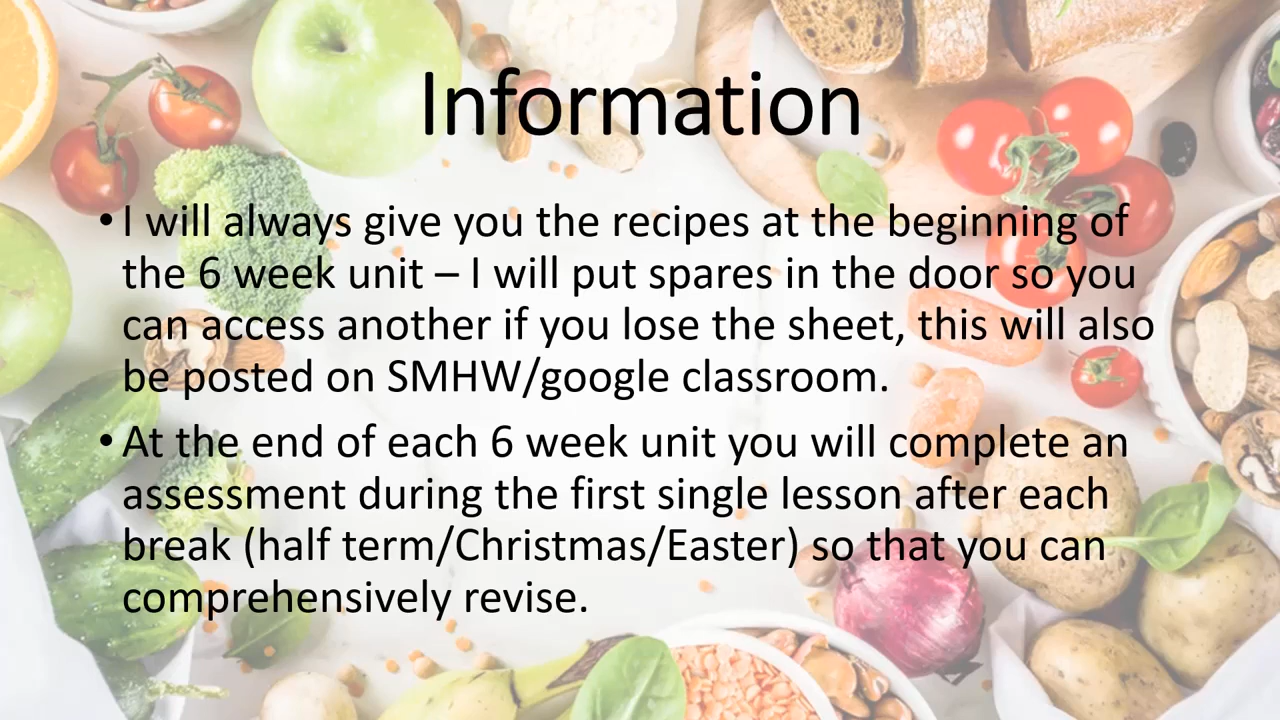 Information
• I will always give you the recipes at the beginning of
the 6 week unit – I will put spares in the door so you
can access another if you lose the sheet, this will also
be posted on SMHW/google classroom.
• At the end of each 6 week unit you will complete an
assessment during the first single lesson after each
break (half term/Christmas/Easter) so that you can
comprehensively revise.